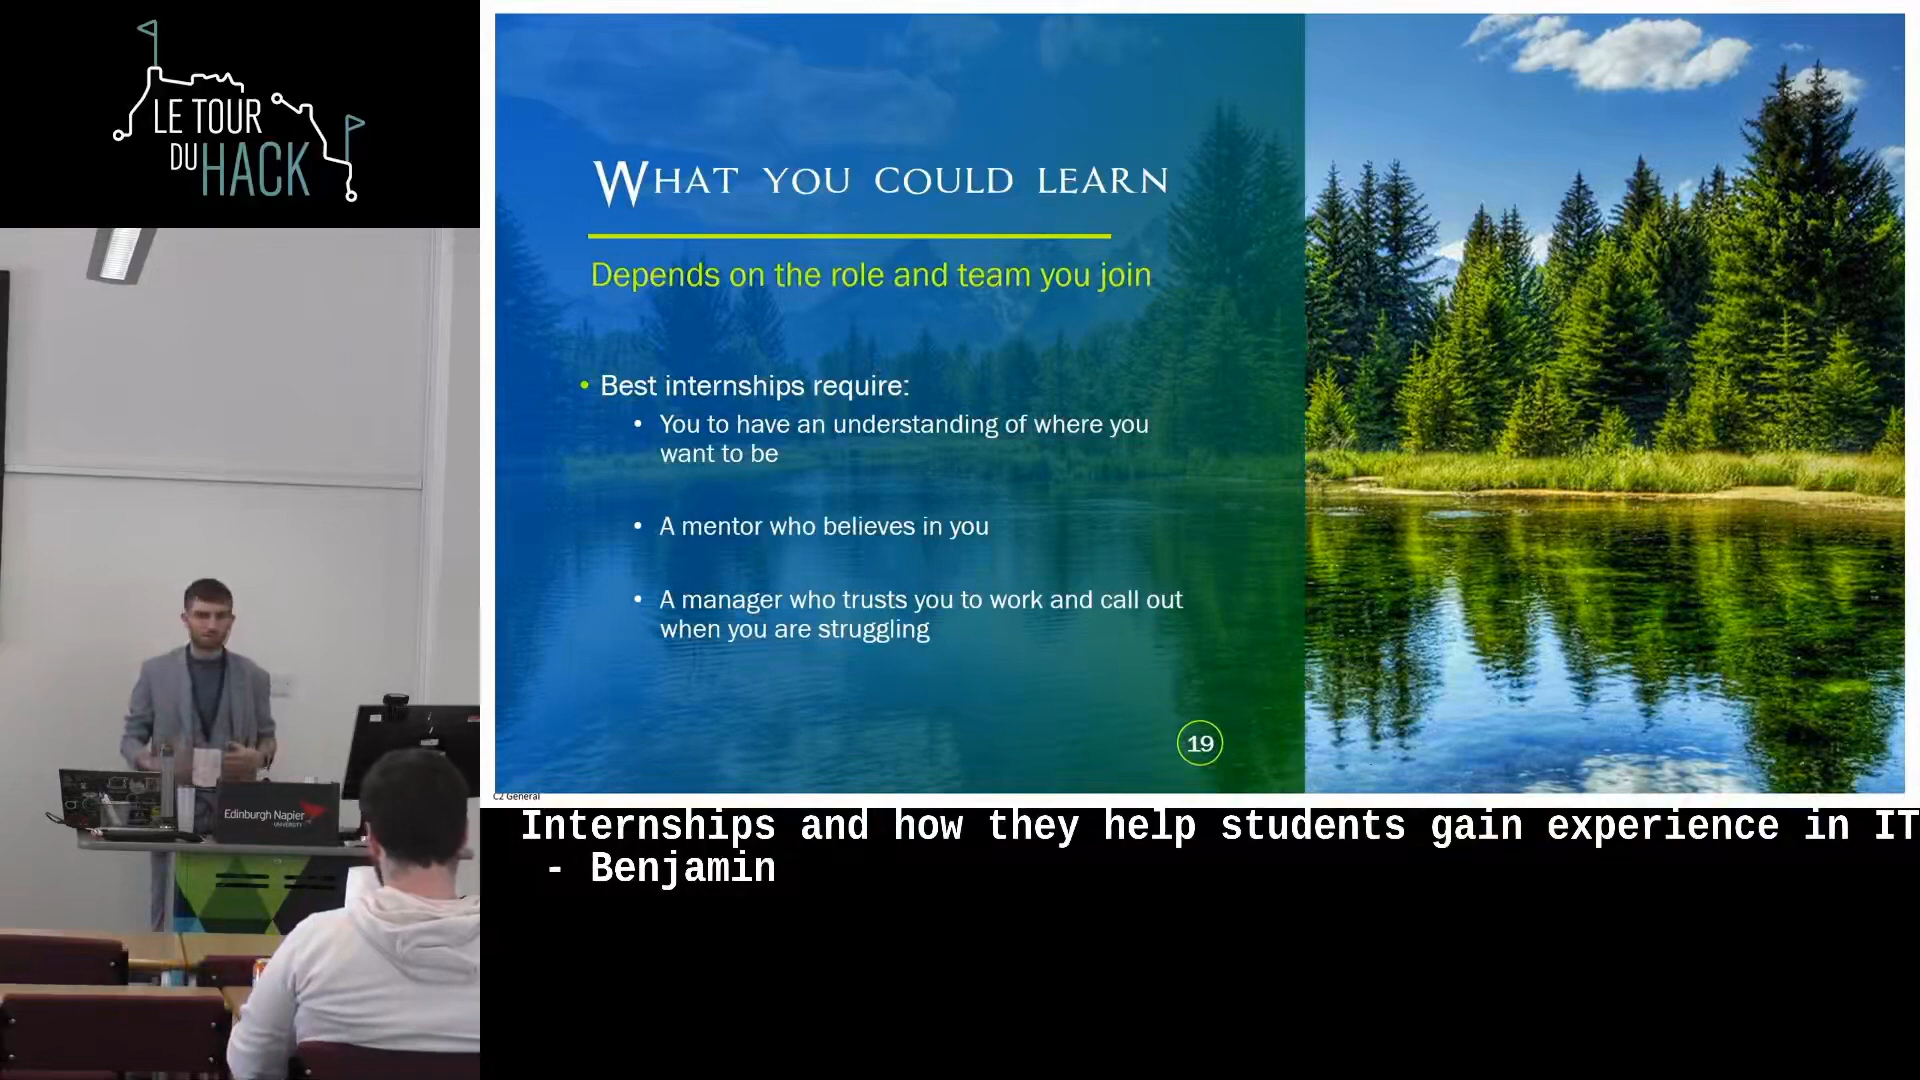 LE TOUR
DU HACK
WHAT YOU COULD LEARN
Depends on the role and team you join
• Best internships require:
• You to have an understanding of where you
want to be
• A mentor who believes in you
• A manager who trusts you to work and call out
when you are struggling
19
C2 General
Edinburgh Napier
UNIVERSITY
Internships and how they help students gain experience in IT
- Benjamin